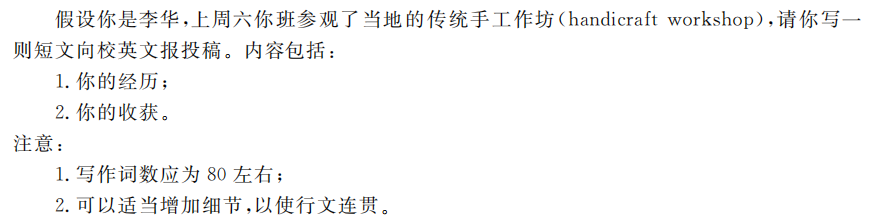 假设你是李华,上周六你班参观了当地的传统手工作坊(handicraft workshop),请你写一
则短文向校英文报投稿。内容包括:
1. 你的经历;
2. 你的收获。
注意:
1. 写作词数应为 80 左右;
2. 可以适当增加细节,以使行文连贯。